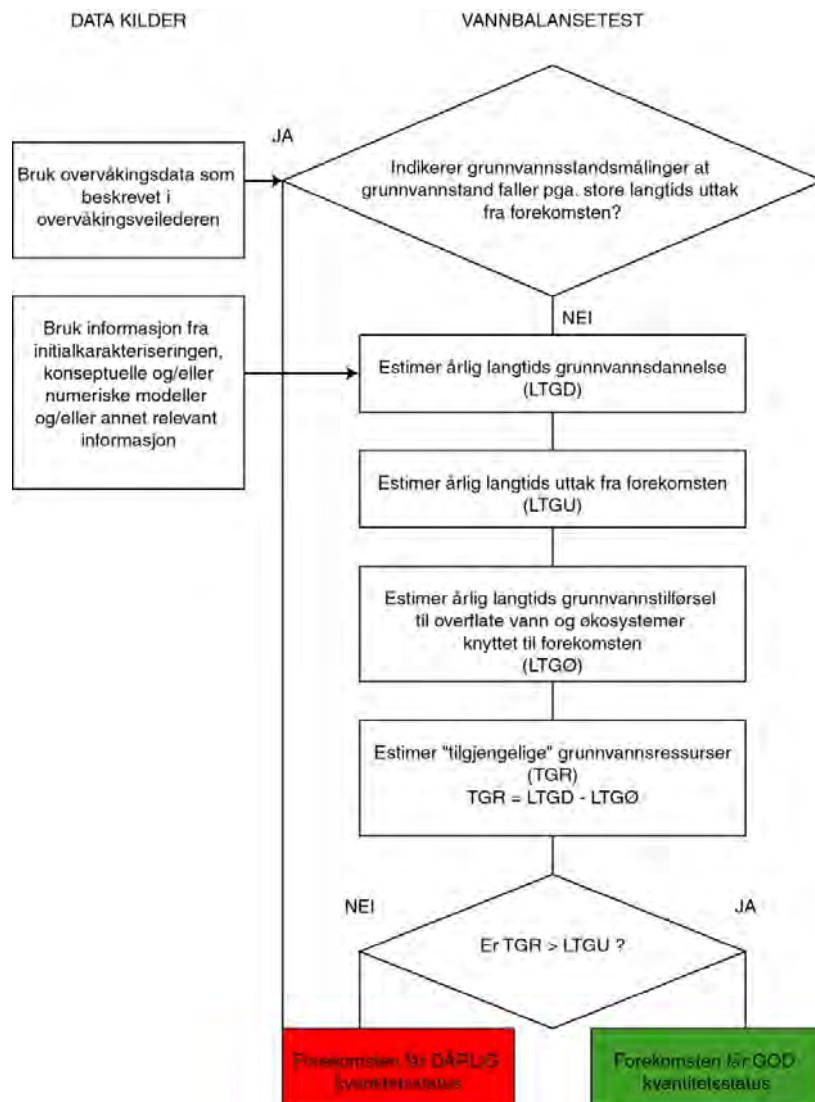 DATA KILDER
VANNBALANSETEST
JA
Bruk overvåkingsdata som
beskrevet i
overvåkingsveilederen
Indikerer grunnvannsstandsmålinger at
grunnvannstand faller pga. store langtids uttak
fra forekomsten?
NEI
Bruk informasjon fra
initialkarakteriseringen,
konseptuelle og/eller
numeriske modeller
og/eller annet relevant
informasjon
Estimer årlig langtids grunnvannsdannelse
(LTGD)
Estimer årlig langtids uttak fra forekomsten
(LTGU)
Estimer årlig langtids grunnvannstilførsel
til overflate vann og økosystemer
knyttet til forekomsten
(LTGØ)
Estimer "tilgjengelige" grunnvannsressurser
(TGR)
TGR = LTGD - LTGØ
NEI
JA
Er TGR > LTGU ?
Forekomsten får DÅRLIG
kvantitetsstatus
Forekomsten får GOD
kvantitetsstatus